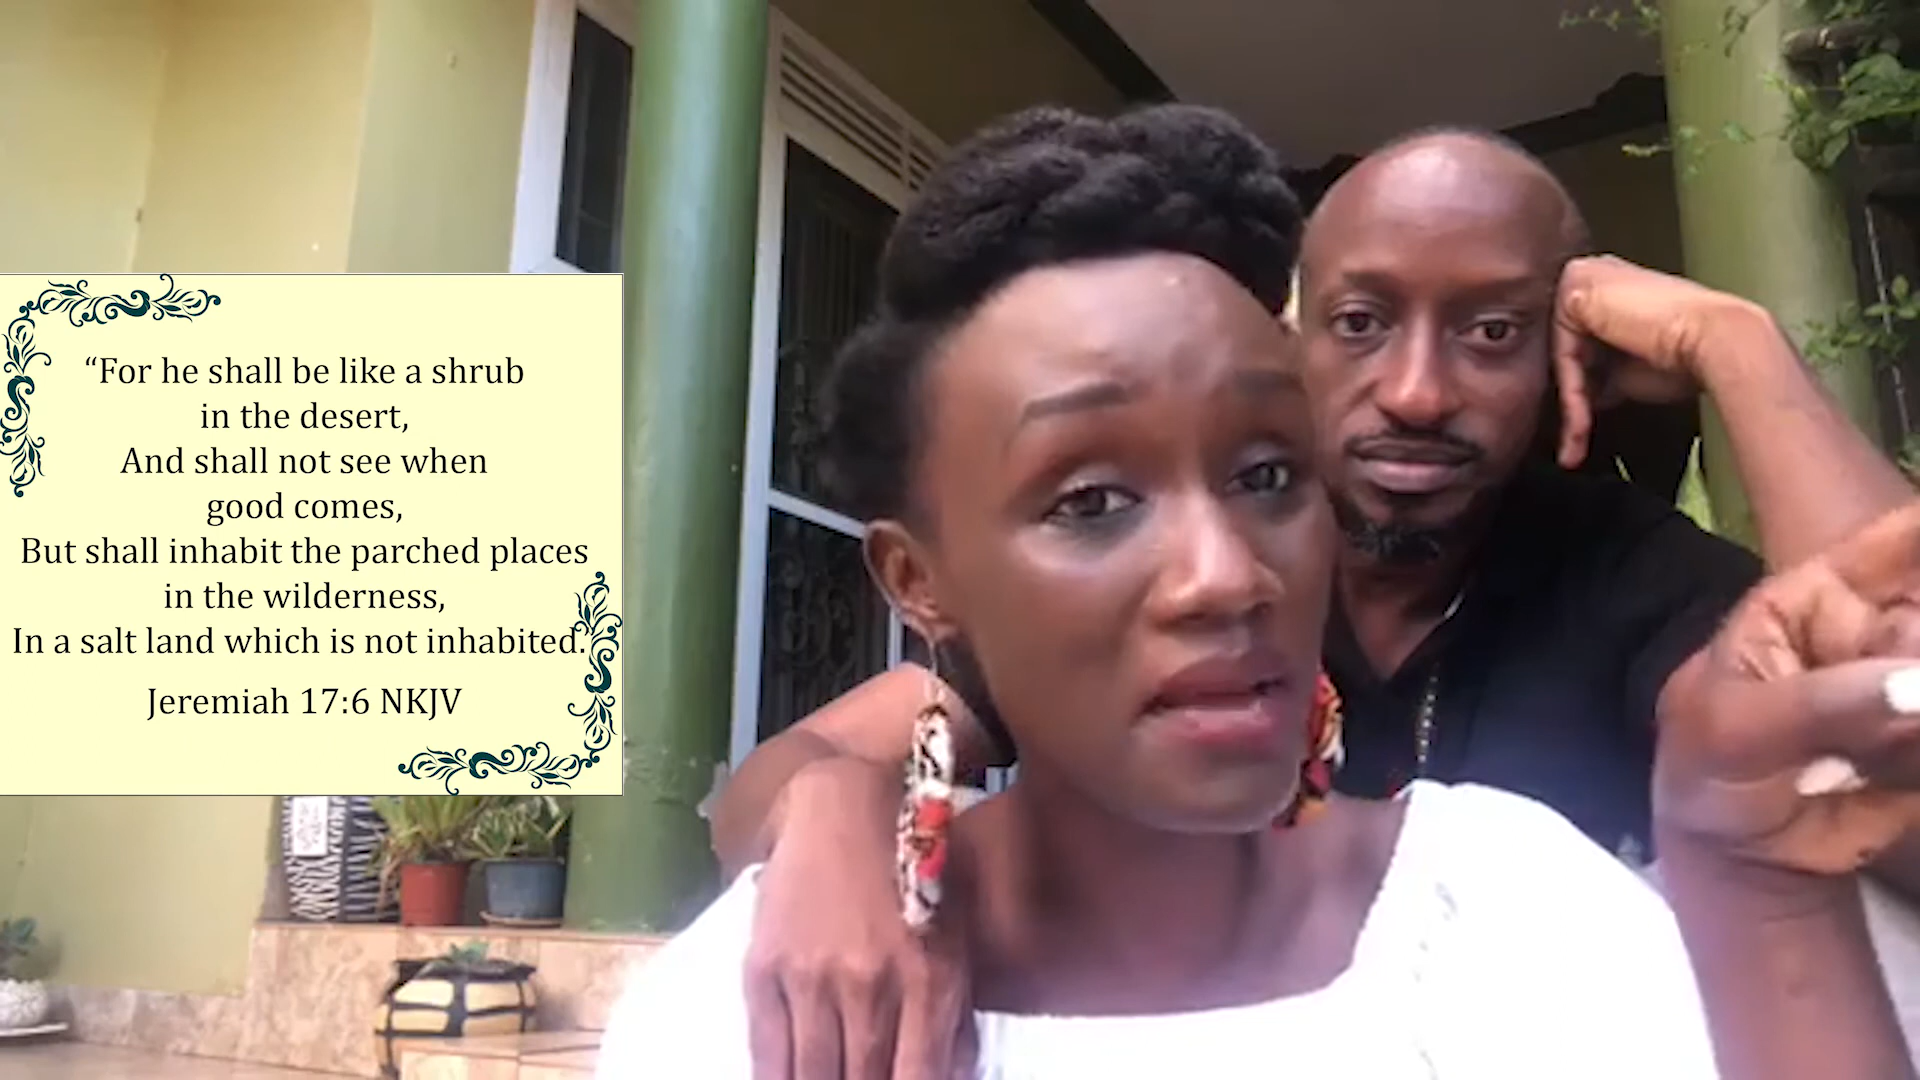 “For he shall be like a shrub
in the desert,
And shall not see when
good comes,
But shall inhabit the parched places
in the wilderness,
In a salt land which is not inhabited.
Jeremiah 17:6 NKJV